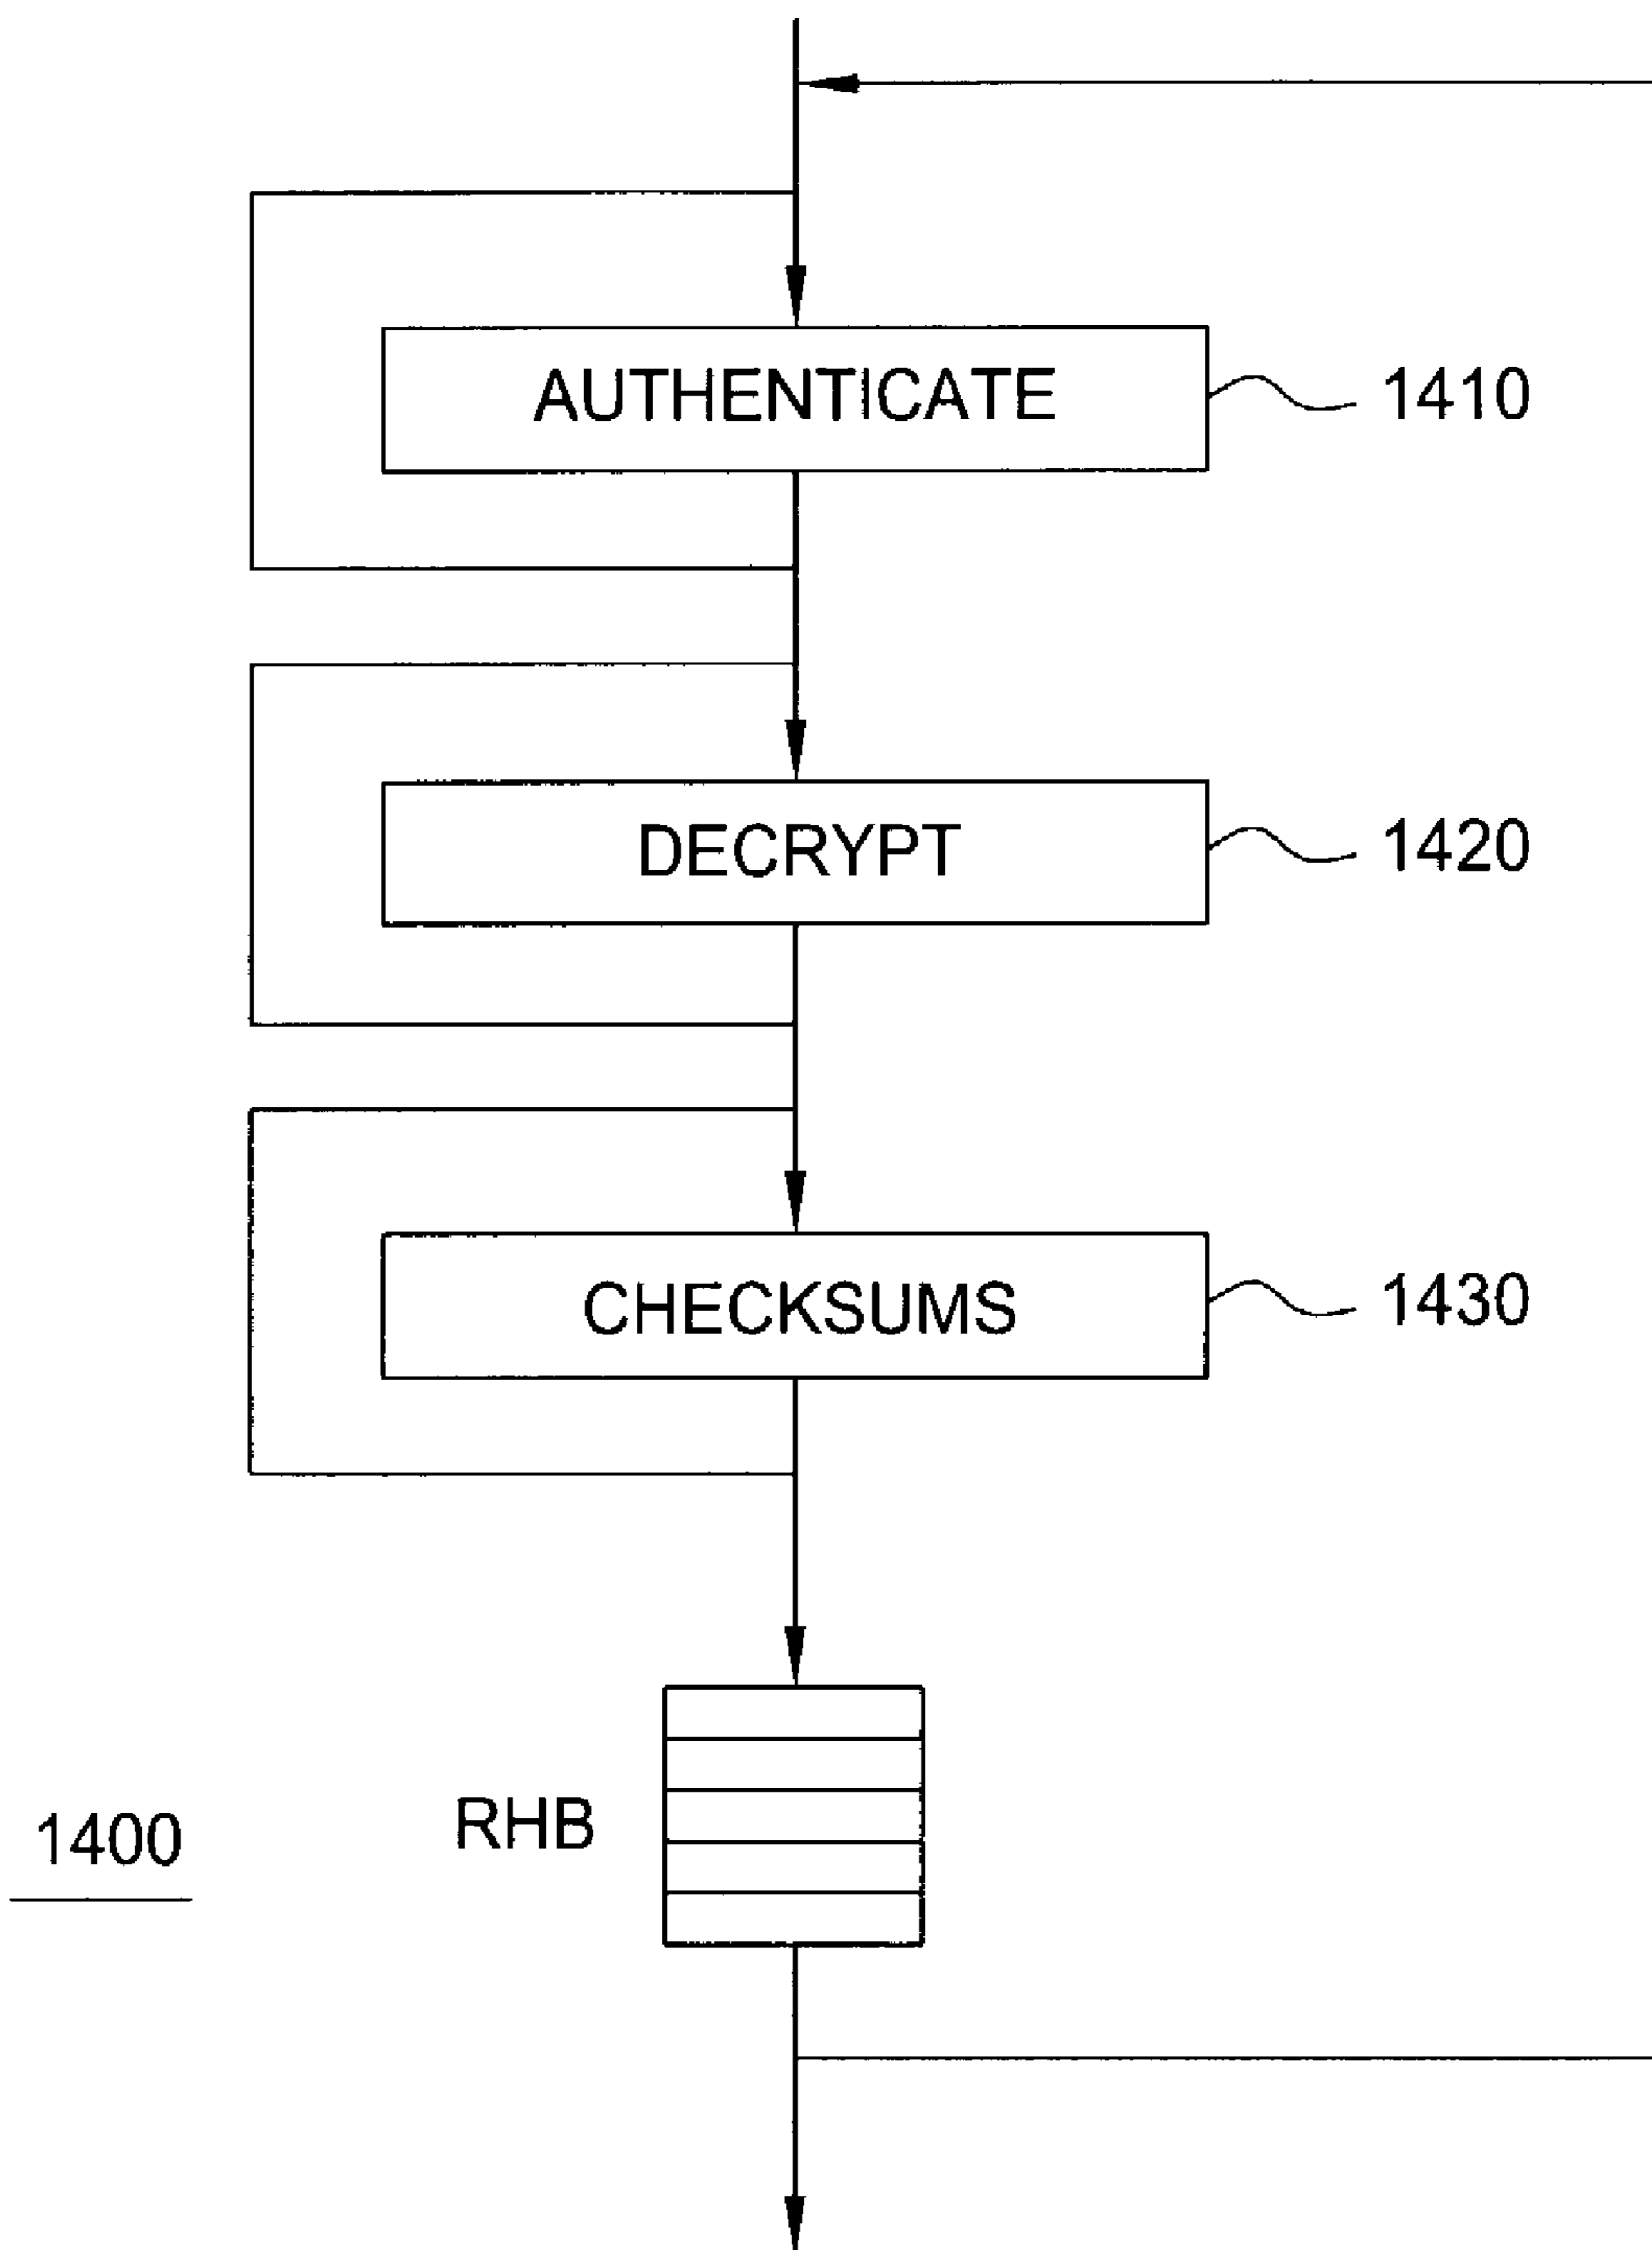 AUTHENTICATE
1410
DECRYPT
1420
CHECKSUMS
1430
RHB
1400